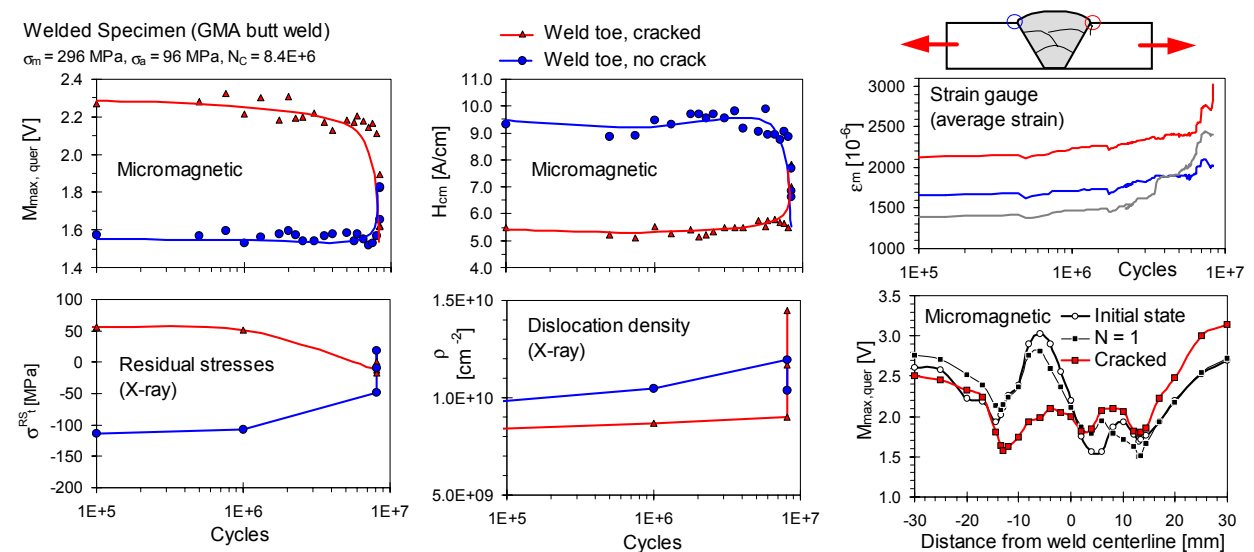 Welded Specimen (GMA butt weld)
σm = 296 MPa, σa = 96 MPa, NC = 8.4E+6
Weld toe, cracked
Weld toe, no crack
Mmax, quer [V]
2.4
2.2
2.0
1.8
1.6
1.4
Micromagnetic
Hcm [A/cm]
11.0
10.0
9.0
8.0
7.0
6.0
5.0
4.0
Micromagnetic
εm [10-6]
3000
2500
2000
1500
1000
Strain gauge
(average strain)
1E+5 1E+6 1E+7
Cycles
σRSt [MPa]
100
50
0
-50
-100
-150
-200
Residual stresses
(X-ray)
1E+5 1E+6 1E+7
Cycles
ρ [cm-2]
1.5E+10
1.0E+10
5.0E+09
Dislocation density
(X-ray)
1E+5 1E+6 1E+7
Cycles
Mmax,quer [V]
3.5
3.0
2.5
2.0
1.5
1.0
Micromagnetic
Initial state
N = 1
Cracked
-30 -20 -10 0 10 20 30
Distance from weld centerline [mm]